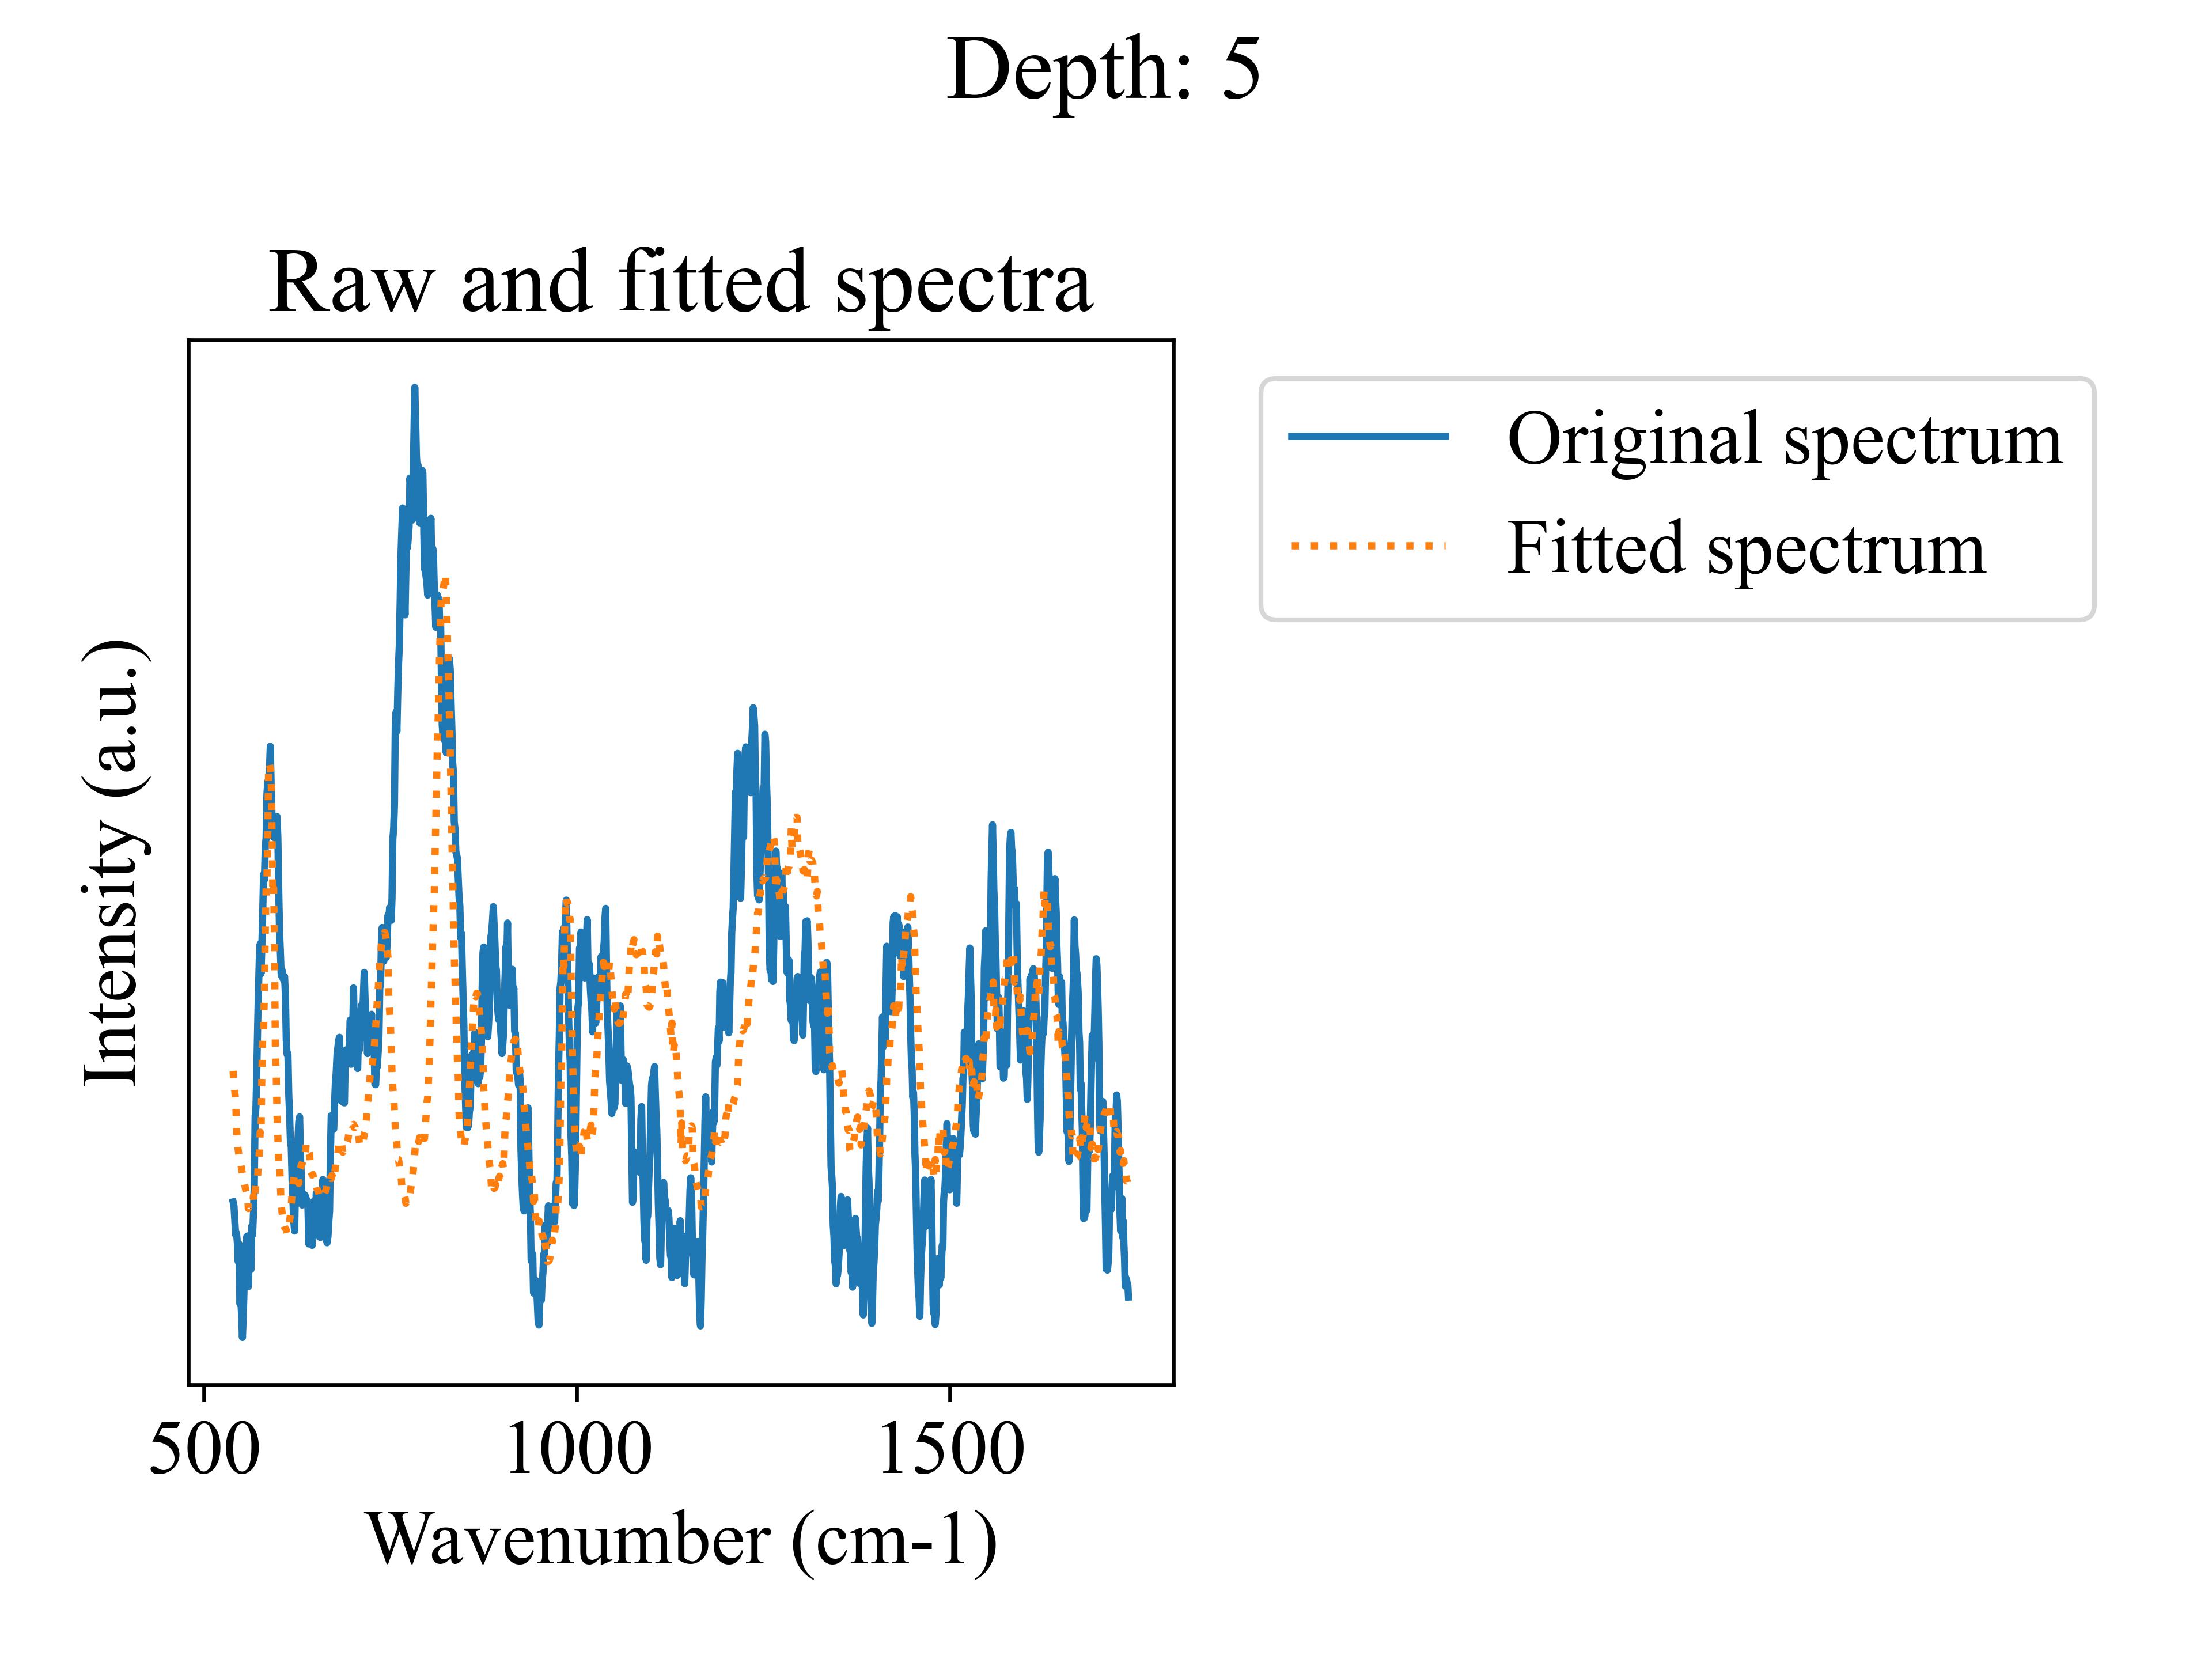 Depth: 5
Raw and fitted spectra
Original spectrum
Fitted spectrum
Intensity (a.u.)
500 1000 1500
Wavenumber (cm-1)